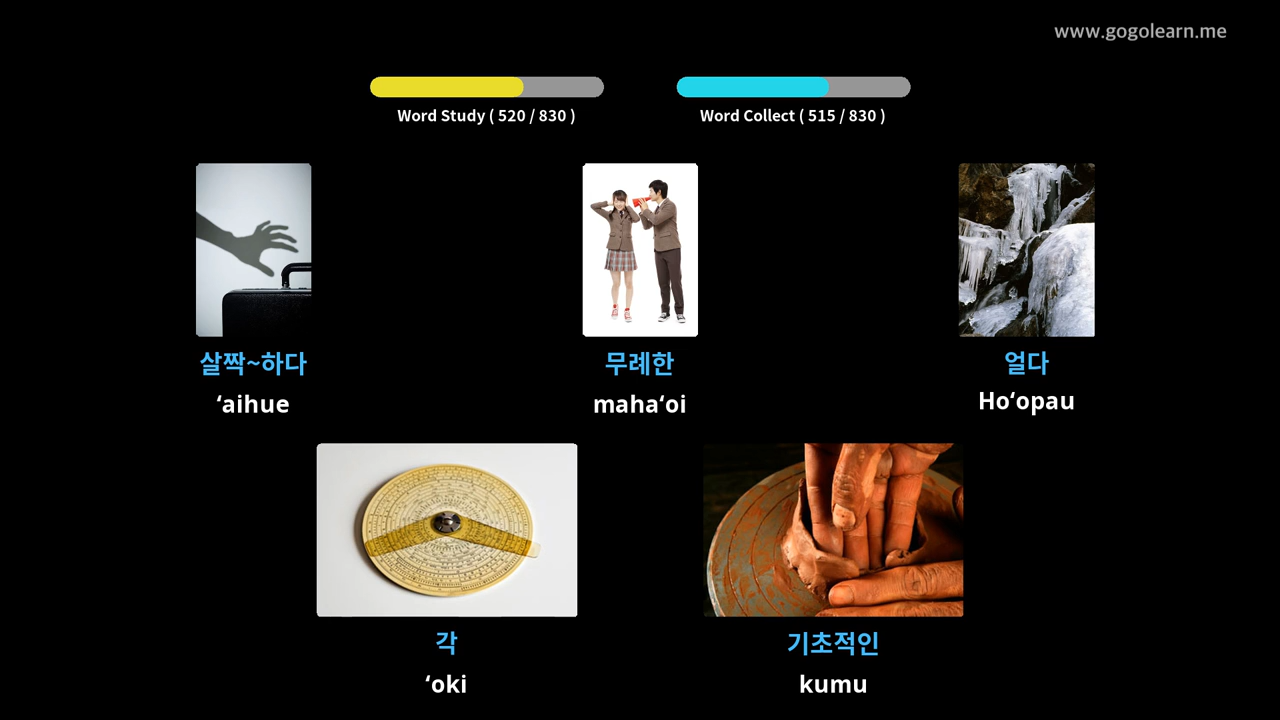 www.gogolearn.me
Word Study ( 520 / 830 )
Word Collect ( 515 / 830 )
살짝~하다
ʻaihue
무례한
mahaʻoi
얼다
Hoʻopau
각
ʻoki
기초적인
kumu